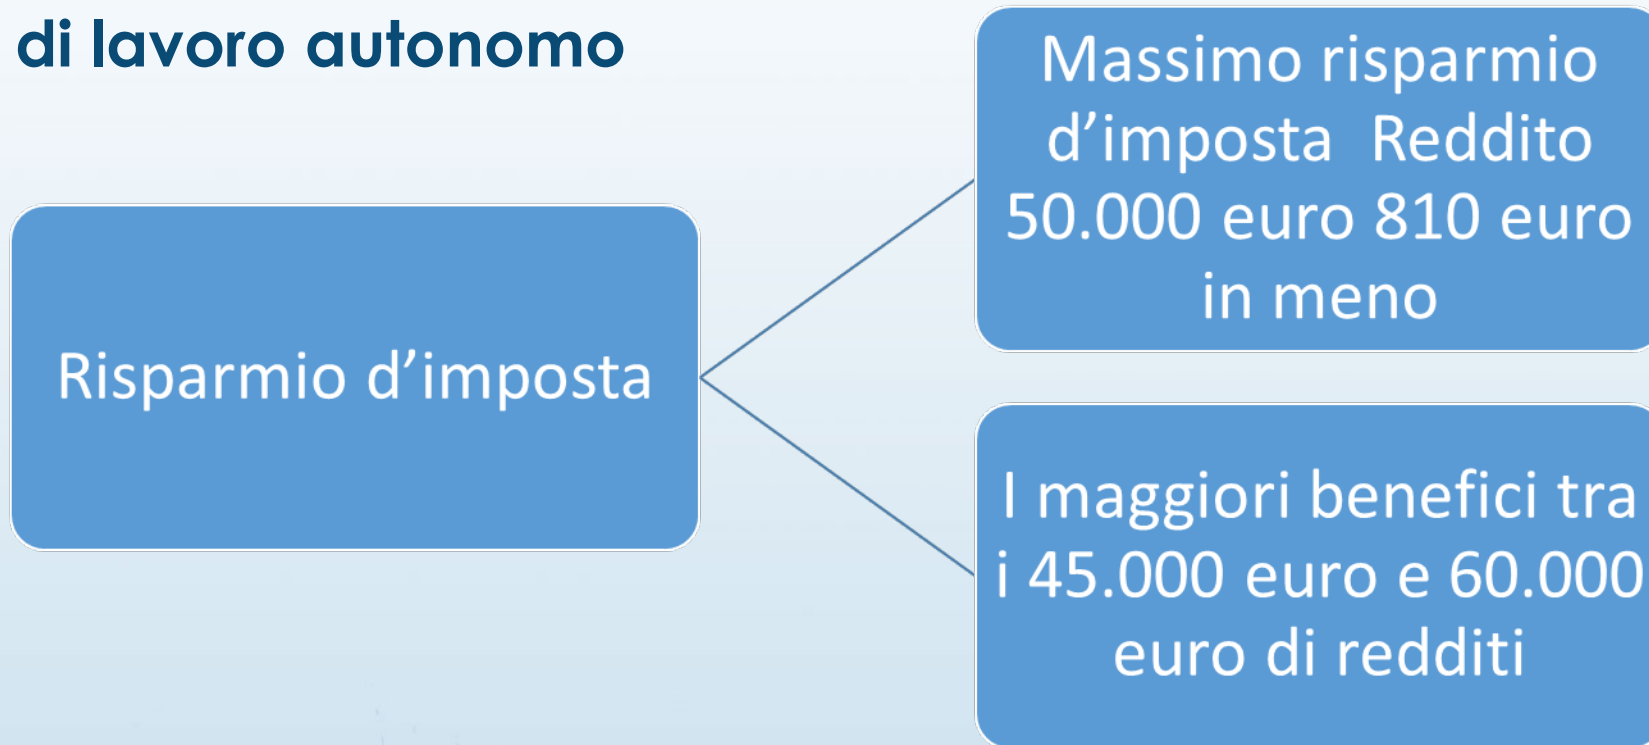 di lavoro autonomo
Massimo risparmio
d’imposta  Reddito
50.000 euro 810 euro
in meno
Risparmio d’imposta
I maggiori benefici tra
i 45.000 euro e 60.000
euro di redditi